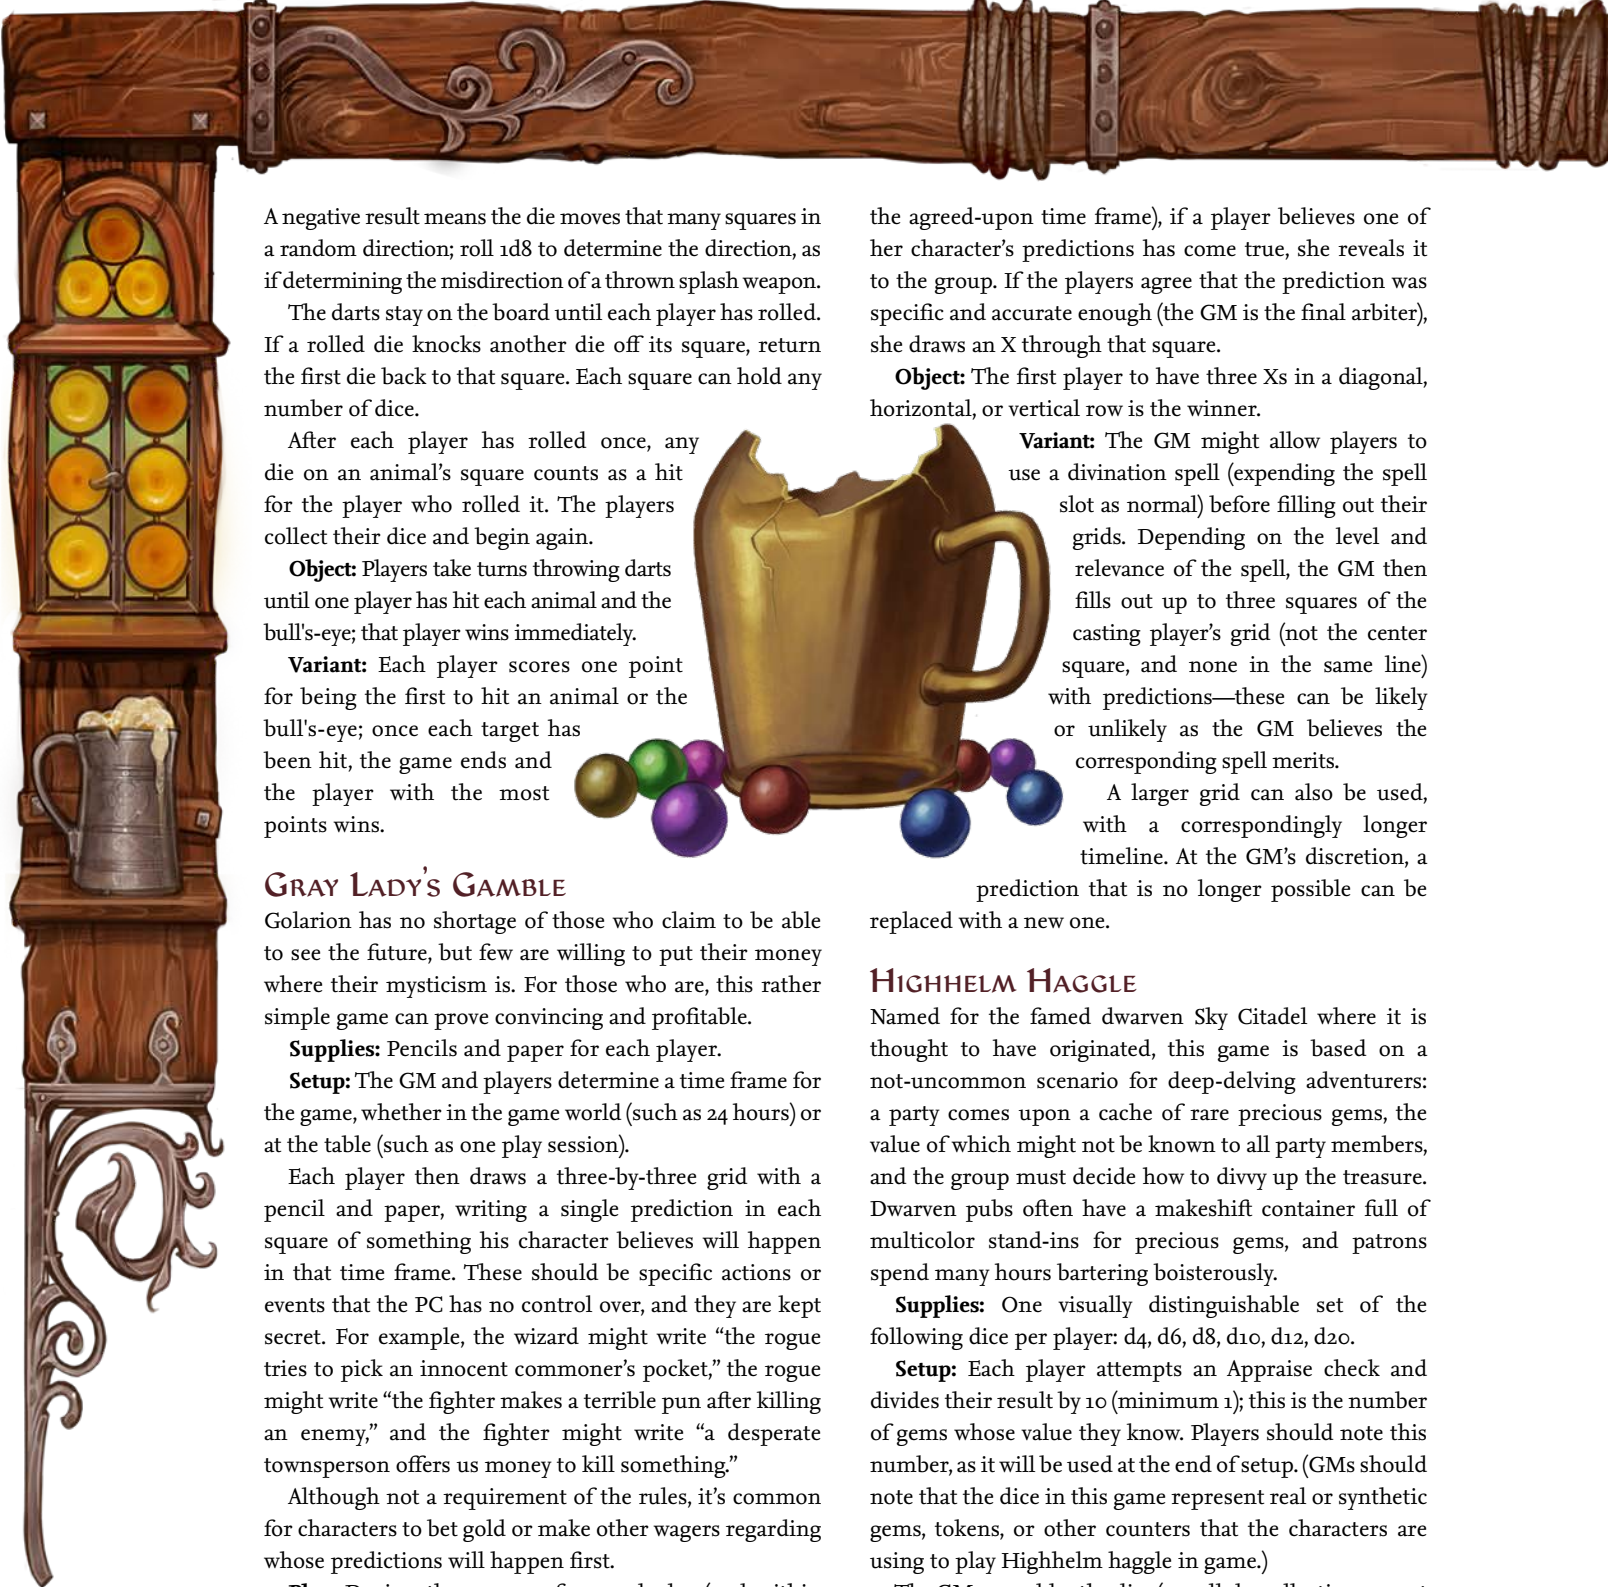 A negative result means the die moves that many squares in
a random direction; roll 1d8 to determine the direction, as
if determining the misdirection of a thrown splash weapon.
The darts stay on the board until each player has rolled.
If a rolled die knocks another die off its square, return
the first die back to that square. Each square can hold any
number of dice.
After each player has rolled once, any
die on an animal’s square counts as a hit
for the player who rolled it. The players
collect their dice and begin again.
Object: Players take turns throwing darts
until one player has hit each animal and the
bull's-eye; that player wins immediately.
Variant: Each player scores one point
for being the first to hit an animal or the
bull's-eye; once each target has
been hit, the game ends and
the player with the most
points wins.
Gray Lady’s Gamble
Golarion has no shortage of those who claim to be able
to see the future, but few are willing to put their money
where their mysticism is. For those who are, this rather
simple game can prove convincing and profitable.
Supplies: Pencils and paper for each player.
Setup: The GM and players determine a time frame for
the game, whether in the game world (such as 24 hours) or
at the table (such as one play session).
Each player then draws a three-by-three grid with a
pencil and paper, writing a single prediction in each
square of something his character believes will happen
in that time frame. These should be specific actions or
events that the PC has no control over, and they are kept
secret. For example, the wizard might write “the rogue
tries to pick an innocent commoner’s pocket,” the rogue
might write “the fighter makes a terrible pun after killing
an enemy,” and the fighter might write “a desperate
townsperson offers us money to kill something.”
Although not a requirement of the rules, it’s common
for characters to bet gold or make other wagers regarding
whose predictions will happen first.
the agreed-upon time frame), if a player believes one of
her character’s predictions has come true, she reveals it
to the group. If the players agree that the prediction was
specific and accurate enough (the GM is the final arbiter),
she draws an X through that square.
Object: The first player to have three Xs in a diagonal,
horizontal, or vertical row is the winner.
Variant: The GM might allow players to
use a divination spell (expending the spell
slot as normal) before filling out their
grids. Depending on the level and
relevance of the spell, the GM then
fills out up to three squares of the
casting player’s grid (not the center
square, and none in the same line)
with predictions—these can be likely
or unlikely as the GM believes the
corresponding spell merits.
A larger grid can also be used,
with a correspondingly longer
timeline. At the GM’s discretion, a
prediction that is no longer possible can be
replaced with a new one.
Highhelm Haggle
Named for the famed dwarven Sky Citadel where it is
thought to have originated, this game is based on a
not-uncommon scenario for deep-delving adventurers:
a party comes upon a cache of rare precious gems, the
value of which might not be known to all party members,
and the group must decide how to divvy up the treasure.
Dwarven pubs often have a makeshift container full of
multicolor stand-ins for precious gems, and patrons
spend many hours bartering boisterously.
Supplies: One visually distinguishable set of the
following dice per player: d4, d6, d8, d10, d12, d20.
Setup: Each player attempts an Appraise check and
divides their result by 10 (minimum 1); this is the number
of gems whose value they know. Players should note this
number, as it will be used at the end of setup. (GMs should
note that the dice in this game represent real or synthetic
gems, tokens, or other counters that the characters are
using to play Highhelm haggle in game.)